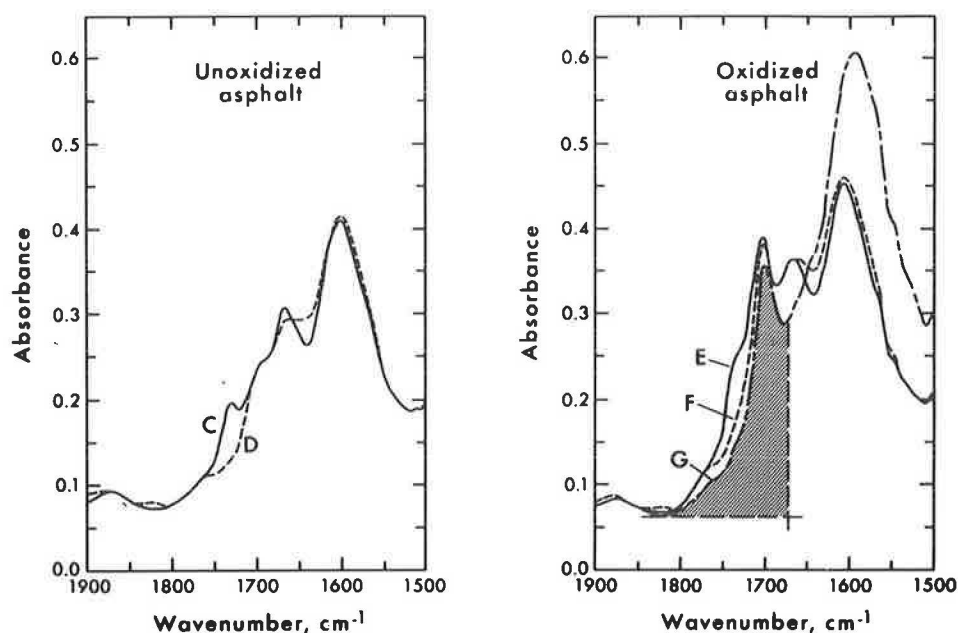 Unoxidized
asphalt
0.6
0.5
0.4
0.3
0.2
0.1
0.0
Absorbance
C
D
1900 1800 1700 1600 1500
Wavenumber, cm-1
Oxidized
asphalt
0.6
0.5
0.4
0.3
0.2
0.1
0.0
Absorbance
E
F
G
1900 1800 1700 1600 1500
Wavenumber, cm-1